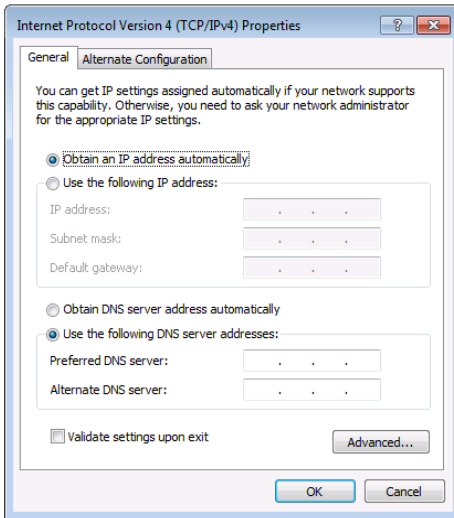 Internet Protocol Version 4 (TCP/IPv4) Properties
General
Alternate Configuration
You can get IP settings assigned automatically if your network supports
this capability. Otherwise, you need to ask your network administrator
for the appropriate IP settings.
Obtain an IP address automatically
Use the following IP address:
IP address:
. . .
Subnet mask:
. . .
Default gateway:
. . .
Obtain DNS server address automatically
Use the following DNS server addresses:
Preferred DNS server:
. . .
Alternate DNS server:
. . .
Validate settings upon exit
Advanced...
OK
Cancel